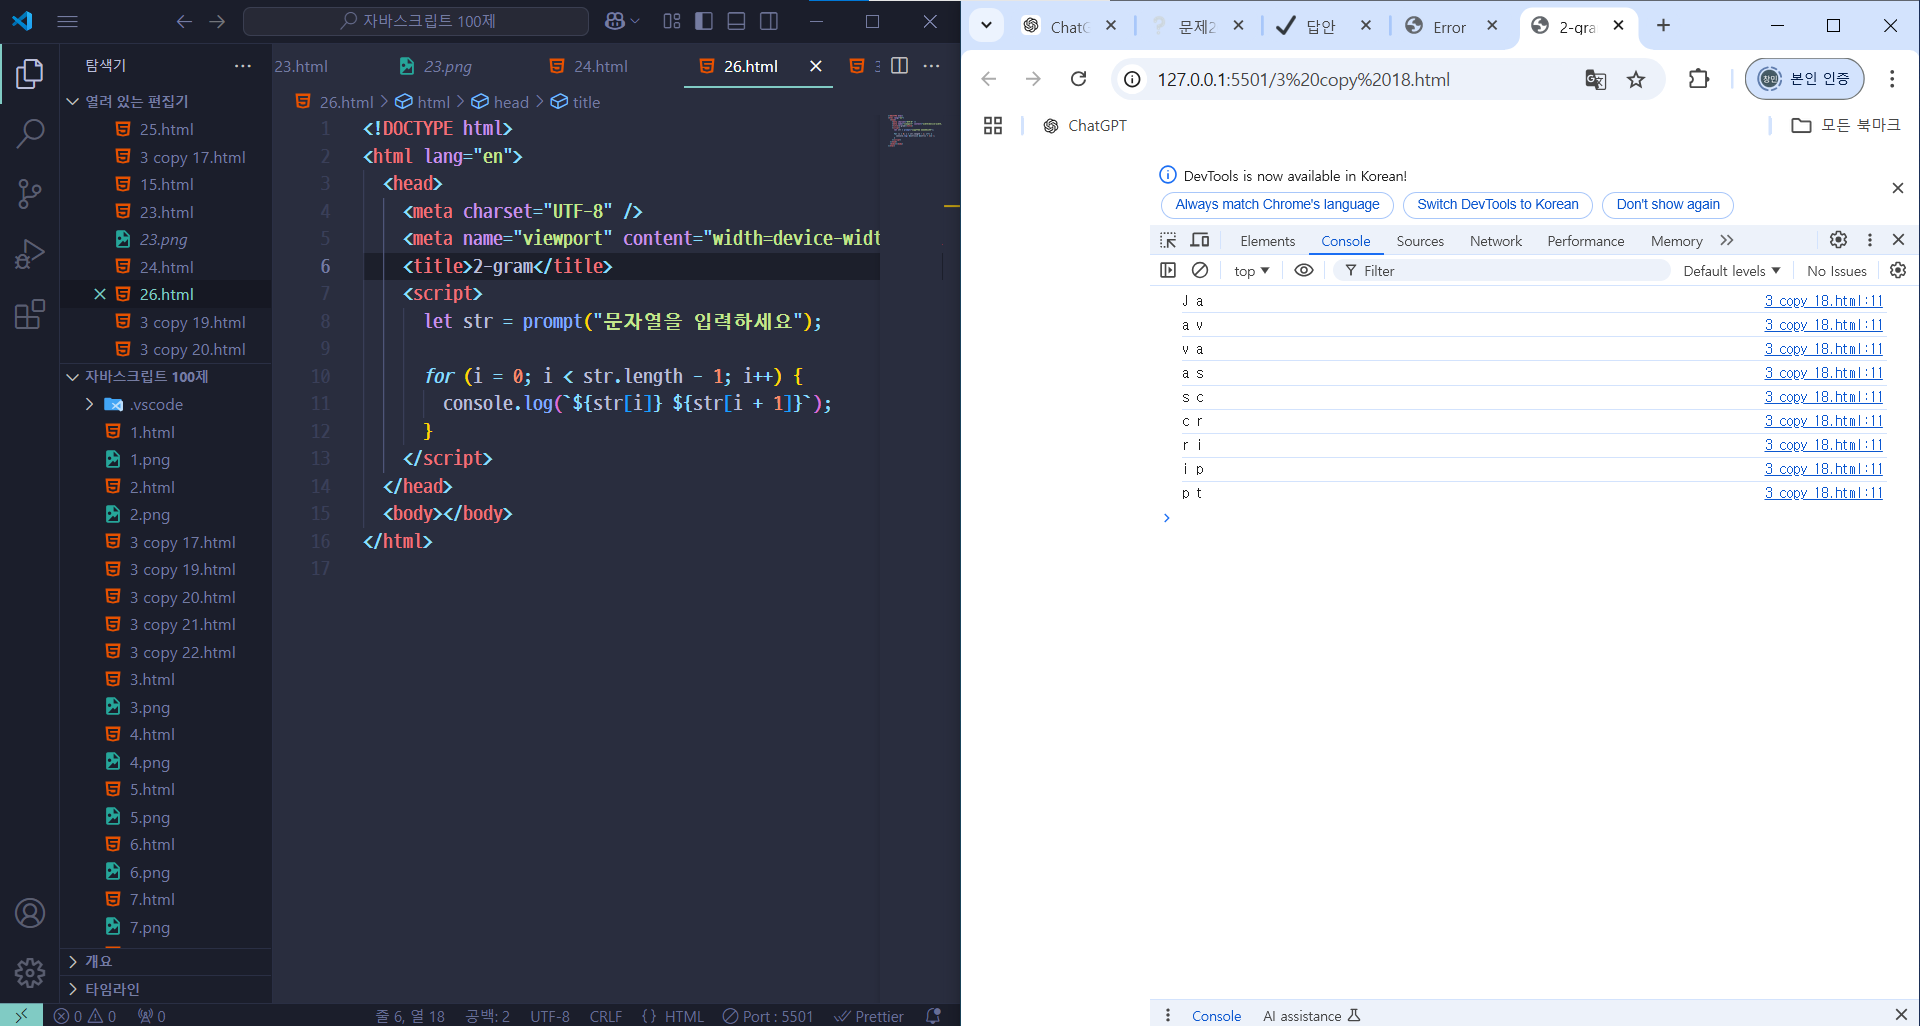 자바스크립트 100제
탐색기
열려 있는 편집기
25.html
3 copy 17.html
15.html
23.html
23.png
24.html
26.html
3 copy 19.html
3 copy 20.html
자바스크립트 100제
.vscode
1.html
1.png
2.html
2.png
3 copy 17.html
3 copy 19.html
3 copy 20.html
3 copy 21.html
3 copy 22.html
3.html
3.png
4.html
4.png
5.html
5.png
6.html
6.png
7.html
7.png
개요
타임라인
23.html 23.png 24.html 26.html 3
26.html > html > head > title
1 <!DOCTYPE html>
2 <html lang="en">
3 <head>
4 <meta charset="UTF-8" />
5 <meta name="viewport" content="width=device-widt
6 <title>2-gram</title>
7 <script>
8 let str = prompt("문자열을 입력하세요");
9
10 for (i = 0; i < str.length - 1; i++) {
11 console.log(`${str[i]} ${str[i + 1]}`);
12 }
13 </script>
14 </head>
15 <body></body>
16 </html>
17
0 0 0 줄 6, 열 18 공백: 2 UTF-8 CRLF {} HTML Port : 5501 Prettier
ChatG 문제2 답안 Error 2-gra
127.0.0.1:5501/3%20copy%2018.html 창민 본인 인증
ChatGPT 모든 북마크
DevTools is now available in Korean!
Always match Chrome's language Switch DevTools to Korean Don't show again
Elements Console Sources Network Performance Memory
top Filter Default levels No Issues
J a 3 copy 18.html:11
a v 3 copy 18.html:11
v a 3 copy 18.html:11
a s 3 copy 18.html:11
s c 3 copy 18.html:11
c r 3 copy 18.html:11
r i 3 copy 18.html:11
i p 3 copy 18.html:11
p t 3 copy 18.html:11
Console AI assistance